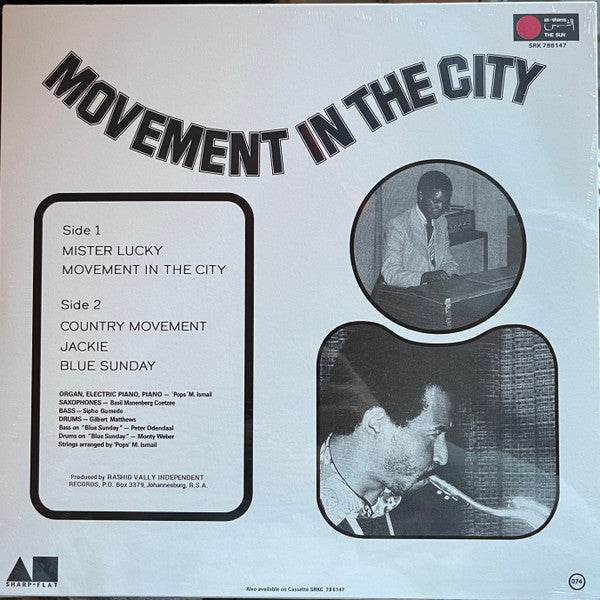 as-shams
الشمس
THE SUN
SRK 786147
MOVEMENT IN THE CITY
Side 1
MISTER LUCKY
MOVEMENT IN THE CITY
Side 2
COUNTRY MOVEMENT
JACKIE
BLUE SUNDAY
ORGAN, ELECTRIC PIANO, PIANO — 'Pops' M. Ismail
SAXOPHONES — Basil Manenberg Coetzee
BASS — Sipho Gumede
DRUMS — Gilbert Matthews
Bass on "Blue Sunday" — Peter Odendaal
Drums on "Blue Sunday" — Monty Weber
Strings arranged by 'Pops' M. Ismail
Produced by RASHID VALLY INDEPENDENT
RECORDS, P.O. Box 3379, Johannesburg, R.S.A.
SHARP-FLAT
Also available on Cassette SRKC 786147
074